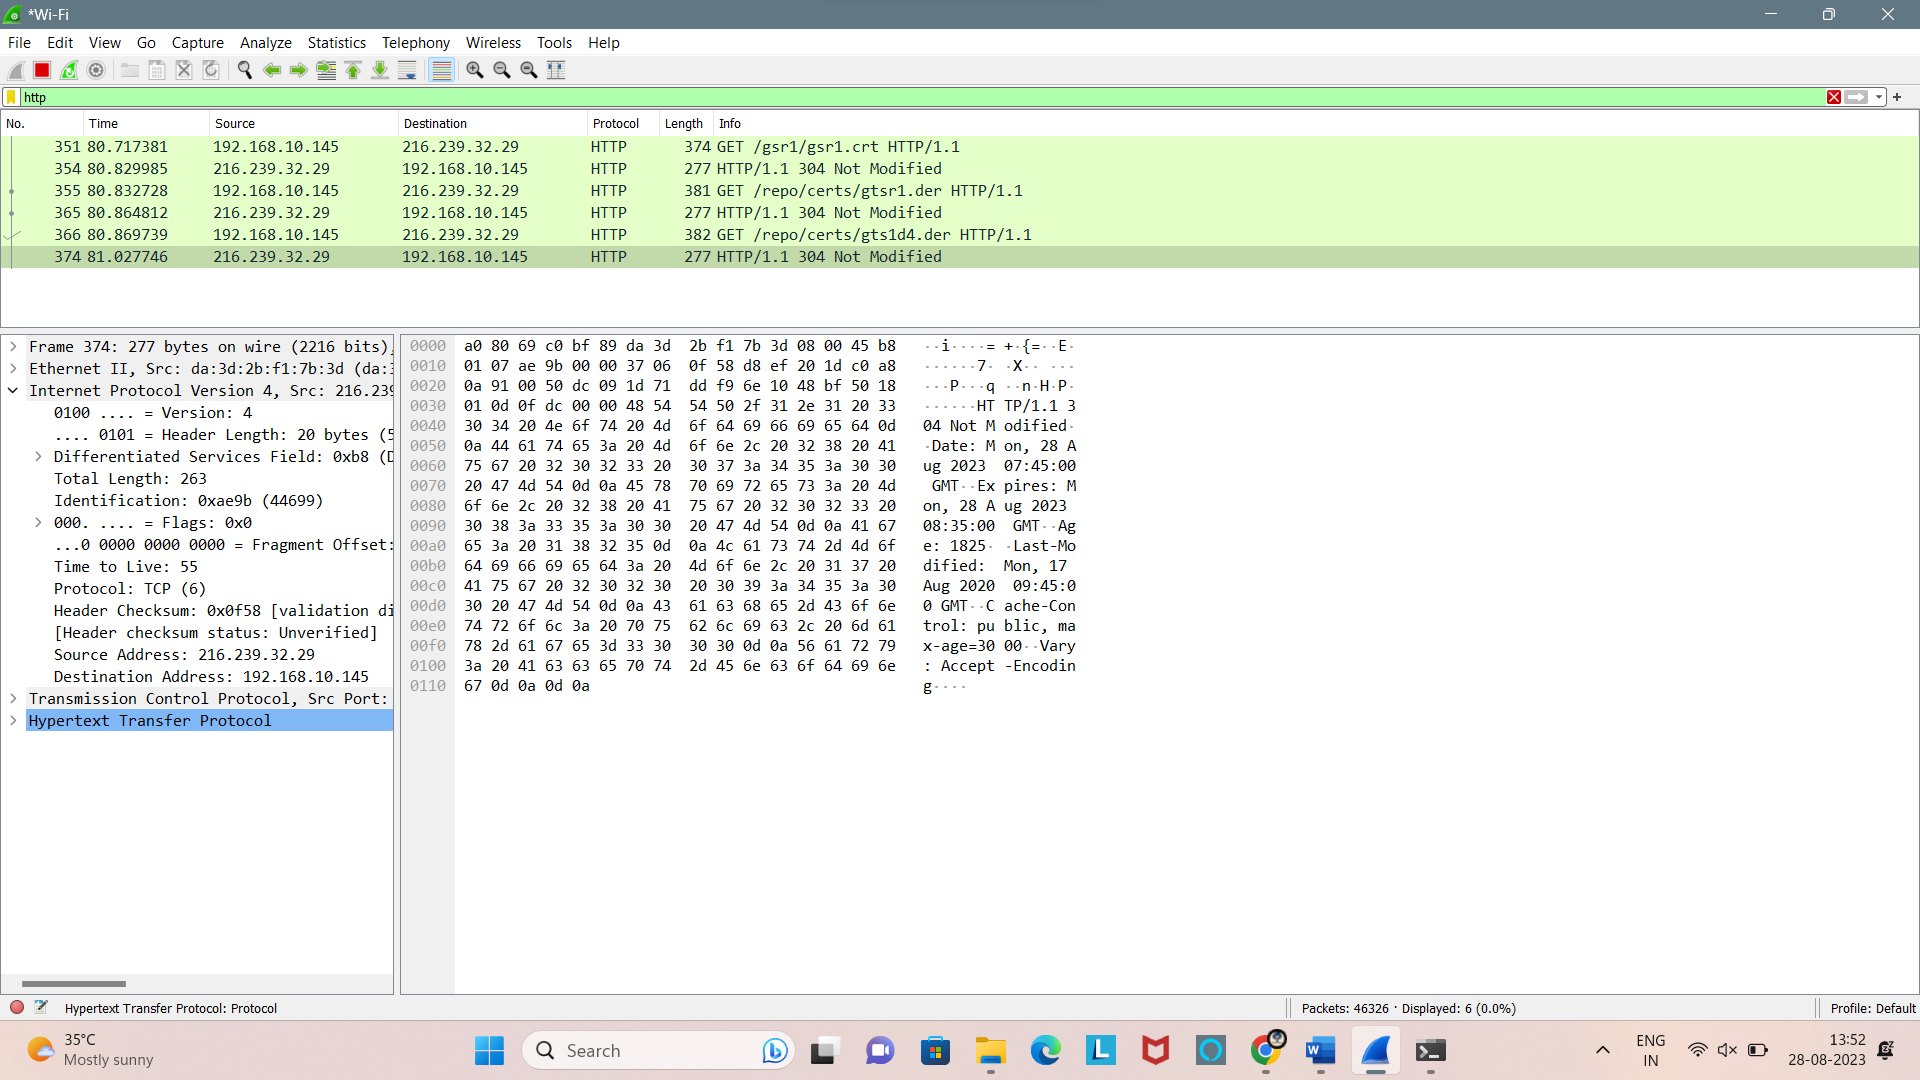 *Wi-Fi
File Edit View Go Capture Analyze Statistics Telephony Wireless Tools Help
http
No. Time Source Destination Protocol Length Info
351 80.717381 192.168.10.145 216.239.32.29 HTTP 374 GET /gsr1/gsr1.crt HTTP/1.1
354 80.829985 216.239.32.29 192.168.10.145 HTTP 277 HTTP/1.1 304 Not Modified
355 80.832728 192.168.10.145 216.239.32.29 HTTP 381 GET /repo/certs/gtsr1.der HTTP/1.1
365 80.864812 216.239.32.29 192.168.10.145 HTTP 277 HTTP/1.1 304 Not Modified
366 80.869739 192.168.10.145 216.239.32.29 HTTP 382 GET /repo/certs/gts1d4.der HTTP/1.1
374 81.027746 216.239.32.29 192.168.10.145 HTTP 277 HTTP/1.1 304 Not Modified
Frame 374: 277 bytes on wire (2216 bits),
Ethernet II, Src: da:3d:2b:f1:7b:3d (da:3
Internet Protocol Version 4, Src: 216.239
0100 .... = Version: 4
.... 0101 = Header Length: 20 bytes (5
Differentiated Services Field: 0xb8 (D
Total Length: 263
Identification: 0xae9b (44699)
000. .... = Flags: 0x0
...0 0000 0000 0000 = Fragment Offset:
Time to Live: 55
Protocol: TCP (6)
Header Checksum: 0x0f58 [validation di
[Header checksum status: Unverified]
Source Address: 216.239.32.29
Destination Address: 192.168.10.145
Transmission Control Protocol, Src Port:
Hypertext Transfer Protocol
0000 a0 80 69 c0 bf 89 da 3d 2b f1 7b 3d 08 00 45 b8 ··i····= +·{=··E·
0010 01 07 ae 9b 00 00 37 06 0f 58 d8 ef 20 1d c0 a8 ······7· ·X·· ···
0020 0a 91 00 50 dc 09 1d 71 dd f9 6e 10 48 bf 50 18 ···P···q ··n·H·P·
0030 01 0d 0f dc 00 00 48 54 54 50 2f 31 2e 31 20 33 ······HT TP/1.1 3
0040 30 34 20 4e 6f 74 20 4d 6f 64 69 66 69 65 64 0d 04 Not M odified·
0050 0a 44 61 74 65 3a 20 4d 6f 6e 2c 20 32 38 20 41 ·Date: M on, 28 A
0060 75 67 20 32 30 32 33 20 30 37 3a 34 35 3a 30 30 ug 2023 07:45:00
0070 20 47 4d 54 0d 0a 45 78 70 69 72 65 73 3a 20 4d GMT··Ex pires: M
0080 6f 6e 2c 20 32 38 20 41 75 67 20 32 30 32 33 20 on, 28 A ug 2023
0090 30 38 3a 33 35 3a 30 30 20 47 4d 54 0d 0a 41 67 08:35:00 GMT··Ag
00a0 65 3a 20 31 38 32 35 0d 0a 4c 61 73 74 2d 4d 6f e: 1825· ·Last-Mo
00b0 64 69 66 69 65 64 3a 20 4d 6f 6e 2c 20 31 37 20 dified: Mon, 17
00c0 41 75 67 20 32 30 32 30 20 30 39 3a 34 35 3a 30 Aug 2020 09:45:0
00d0 30 20 47 4d 54 0d 0a 43 61 63 68 65 2d 43 6f 6e 0 GMT··C ache-Con
00e0 74 72 6f 6c 3a 20 70 75 62 6c 69 63 2c 20 6d 61 trol: pu blic, ma
00f0 78 2d 61 67 65 3d 33 30 30 30 0d 0a 56 61 72 79 x-age=30 00··Vary
0100 3a 20 41 63 63 65 70 74 2d 45 6e 63 6f 64 69 6e : Accept -Encodin
0110 67 0d 0a 0d 0a g····
Hypertext Transfer Protocol: Protocol Packets: 46326 · Displayed: 6 (0.0%) Profile: Default
35°C
Mostly sunny
Search
ENG
IN
13:52
28-08-2023